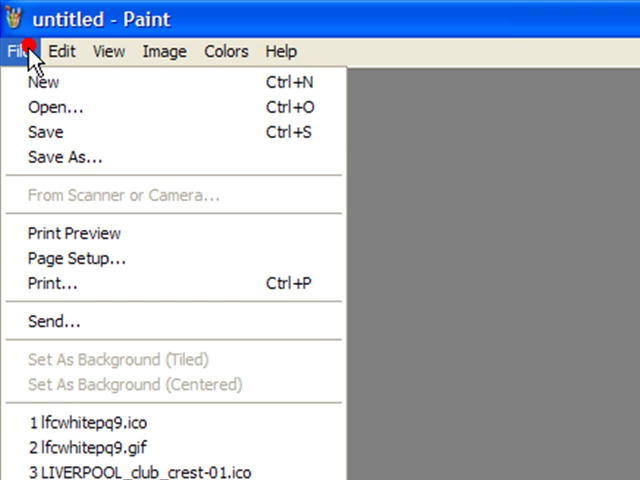 untitled - Paint
File Edit View Image Colors Help
New Ctrl+N
Open... Ctrl+O
Save Ctrl+S
Save As...
From Scanner or Camera...
Print Preview
Page Setup...
Print... Ctrl+P
Send...
Set As Background (Tiled)
Set As Background (Centered)
1 lfcwhitepq9.ico
2 lfcwhitepq9.gif
3 LIVERPOOL_club_crest-01.ico